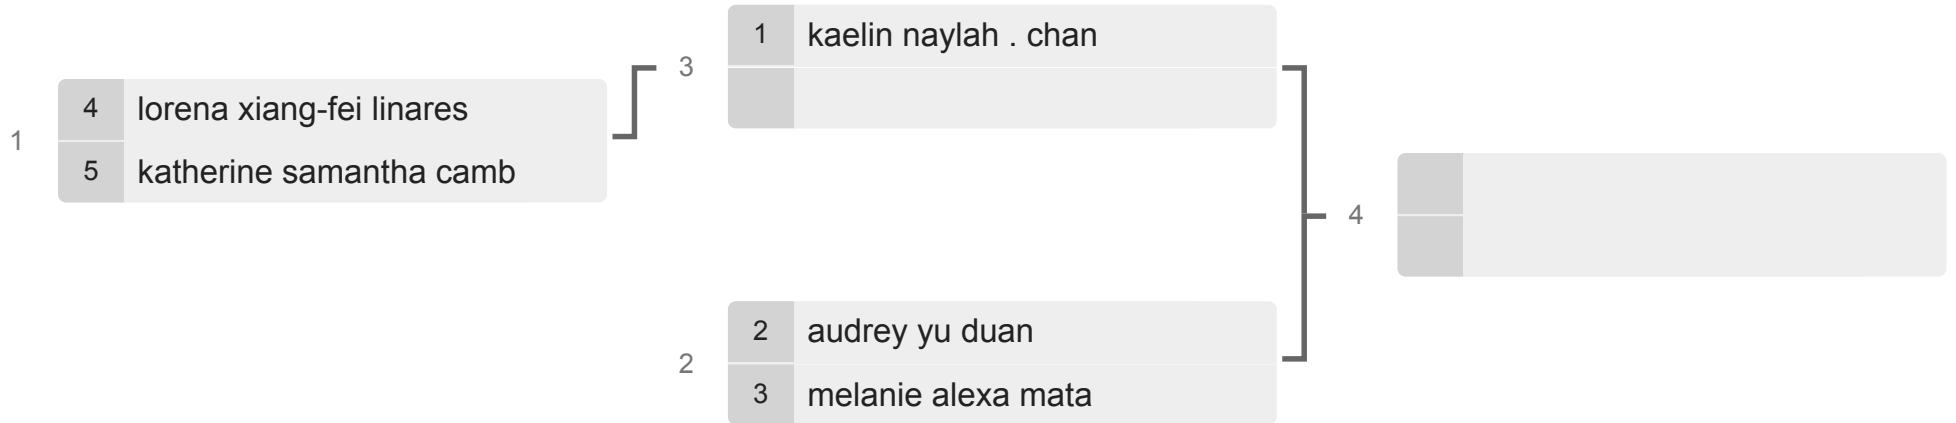 1
4 lorena xiang-fei linares
5 katherine samantha camb
3
1 kaelin naylah . chan
2
2 audrey yu duan
3 melanie alexa mata
4